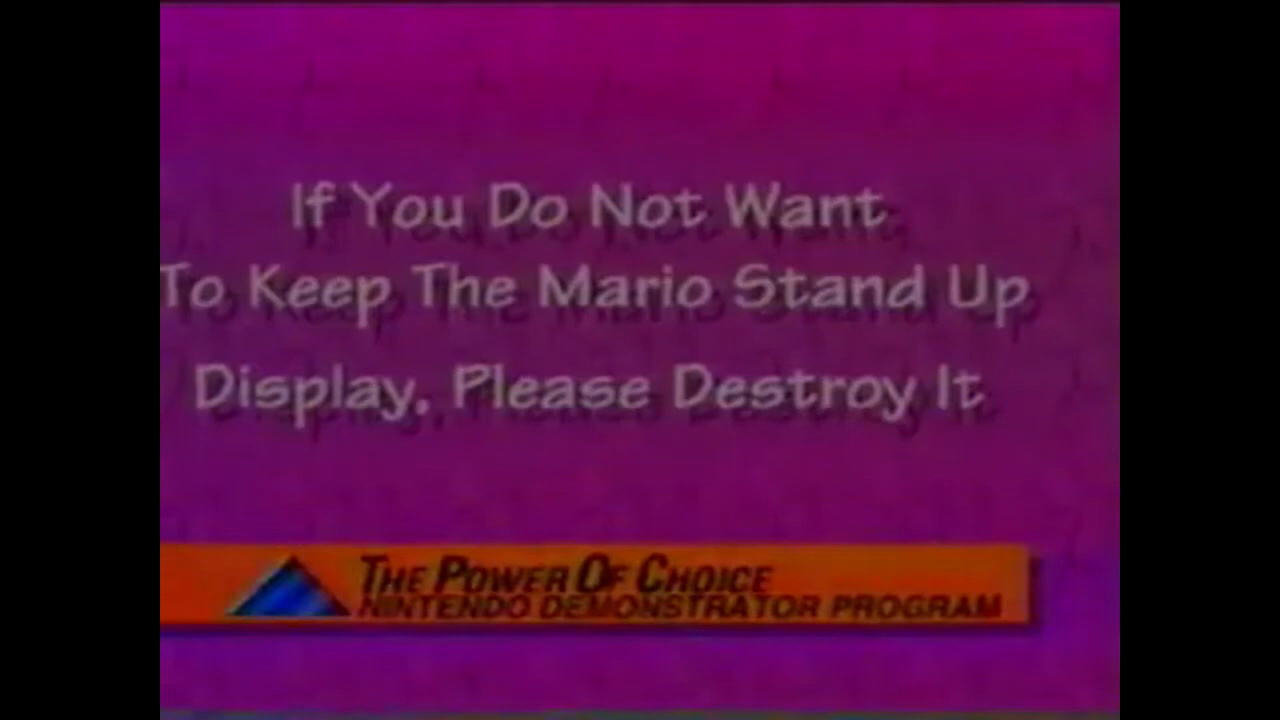 If You Do Not Want
To Keep The Mario Stand Up
Display, Please Destroy It
THE POWER OF CHOICE
NINTENDO DEMONSTRATOR PROGRAM